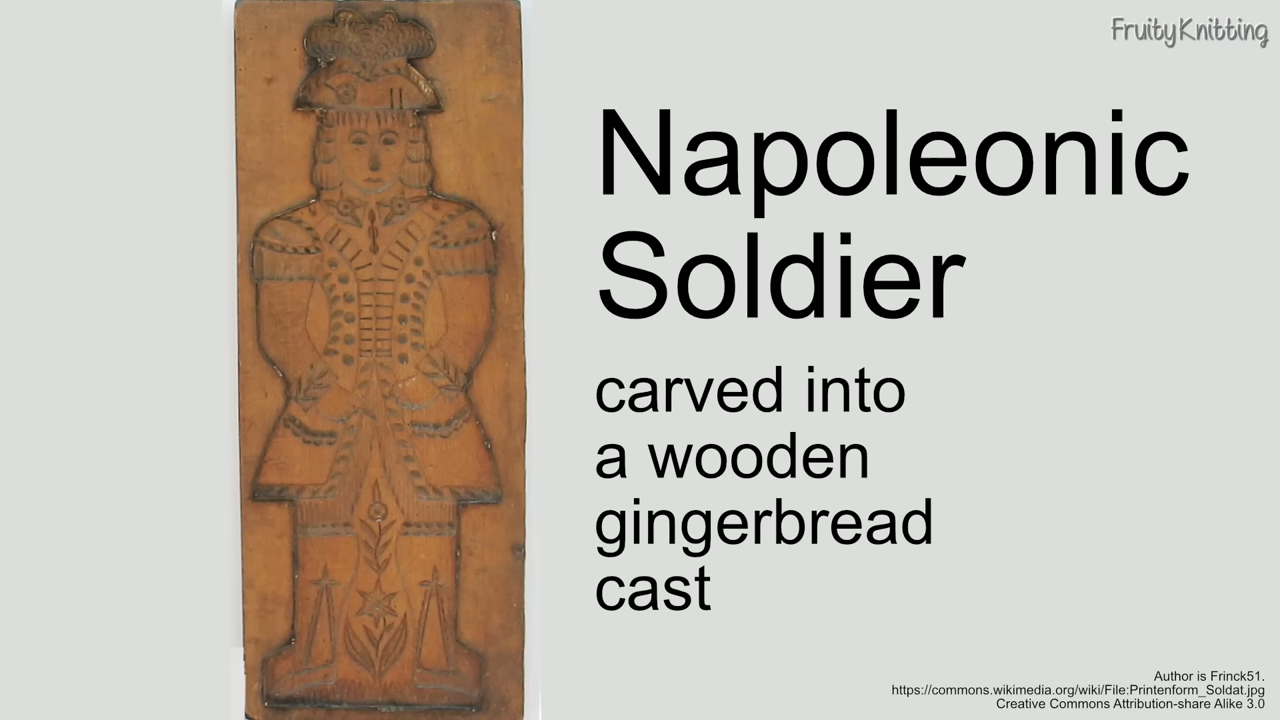 FruityKnitting
Napoleonic
Soldier
carved into
a wooden
gingerbread
cast
Author is Frinck51.
https://commons.wikimedia.org/wiki/File:Printenform_Soldat.jpg
Creative Commons Attribution-share Alike 3.0